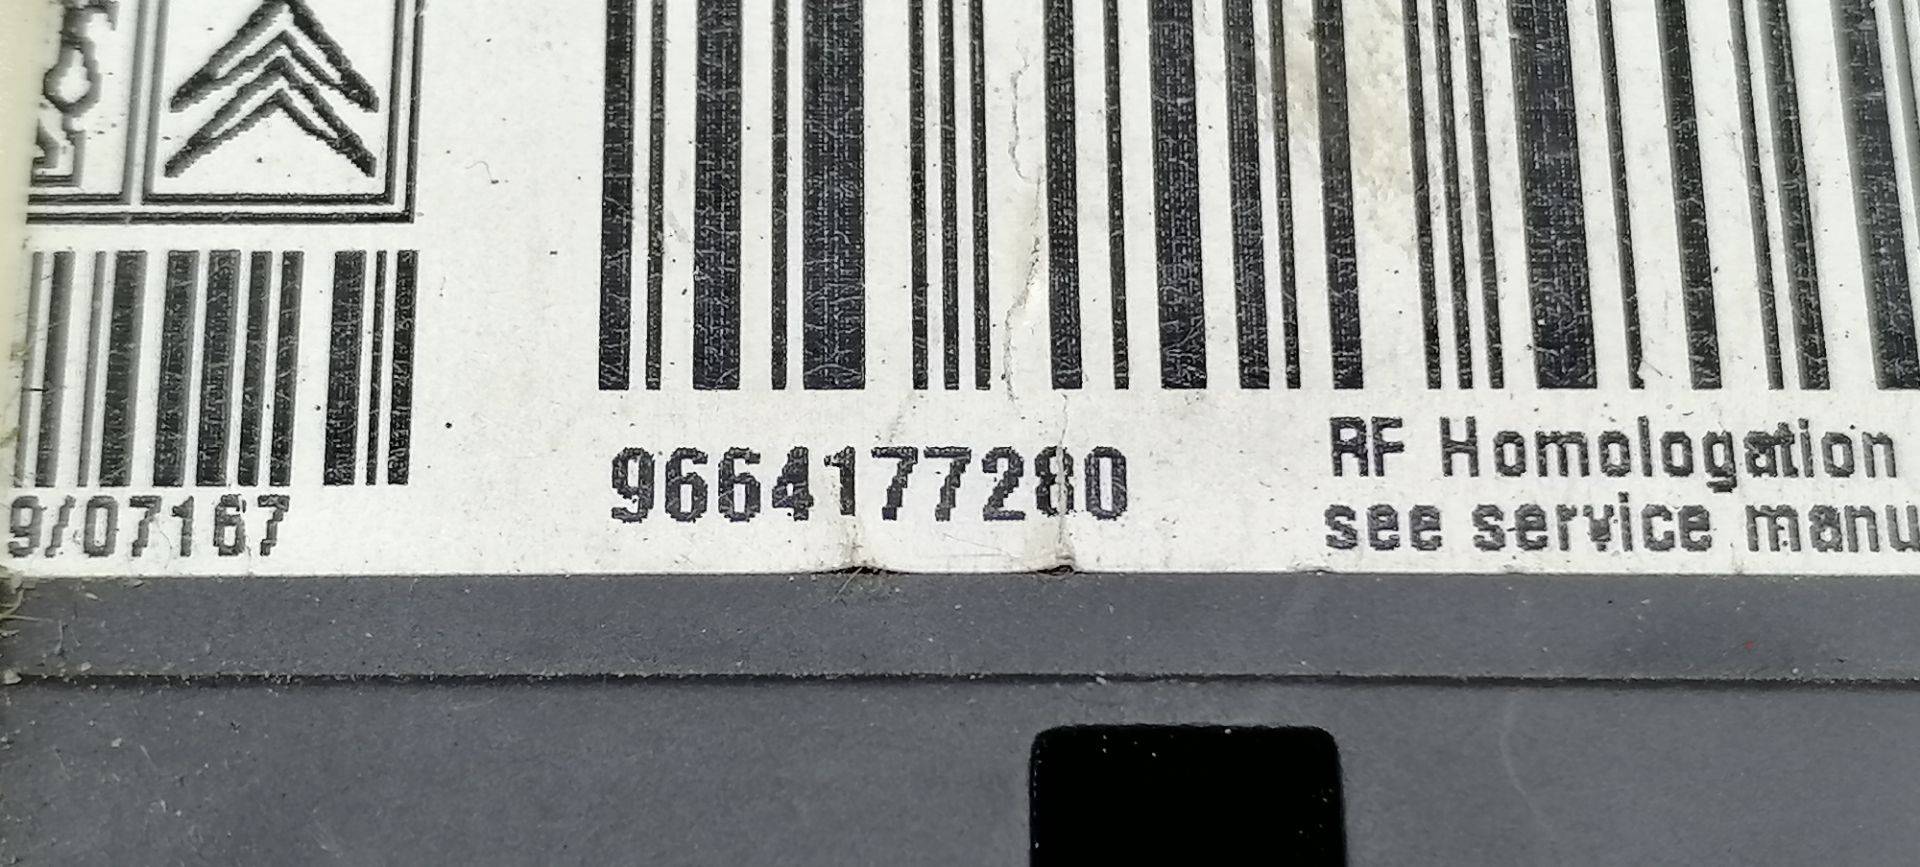 9/07167
9664177280
RF Homologation
see service manu